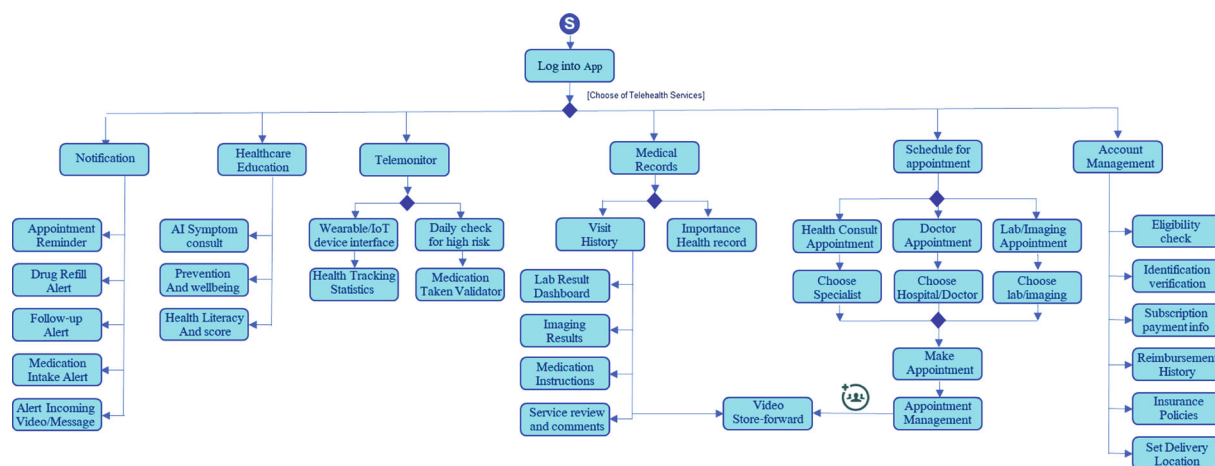 S
Log into App
[Choose of Telehealth Services]
Notification
Healthcare
Education
Telemonitor
Medical
Records
Schedule for
appointment
Account
Management
Appointment
Reminder
Drug Refill
Alert
Follow-up
Alert
Medication
Intake Alert
Alert Incoming
Video/Message
AI Symptom
consult
Prevention
And wellbeing
Health Literacy
And score
Wearable/IoT
device interface
Health Tracking
Statistics
Daily check
for high risk
Medication
Taken Validator
Visit
History
Importance
Health record
Lab Result
Dashboard
Imaging
Results
Medication
Instructions
Service review
and comments
Video
Store-forward
Health Consult
Appointment
Doctor
Appointment
Lab/Imaging
Appointment
Choose
Specialist
Choose
Hospital/Doctor
Choose
lab/imaging
Make
Appointment
Appointment
Management
Eligibility
check
Identification
verification
Subscription
payment info
Reimbursement
History
Insurance
Policies
Set Delivery
Location